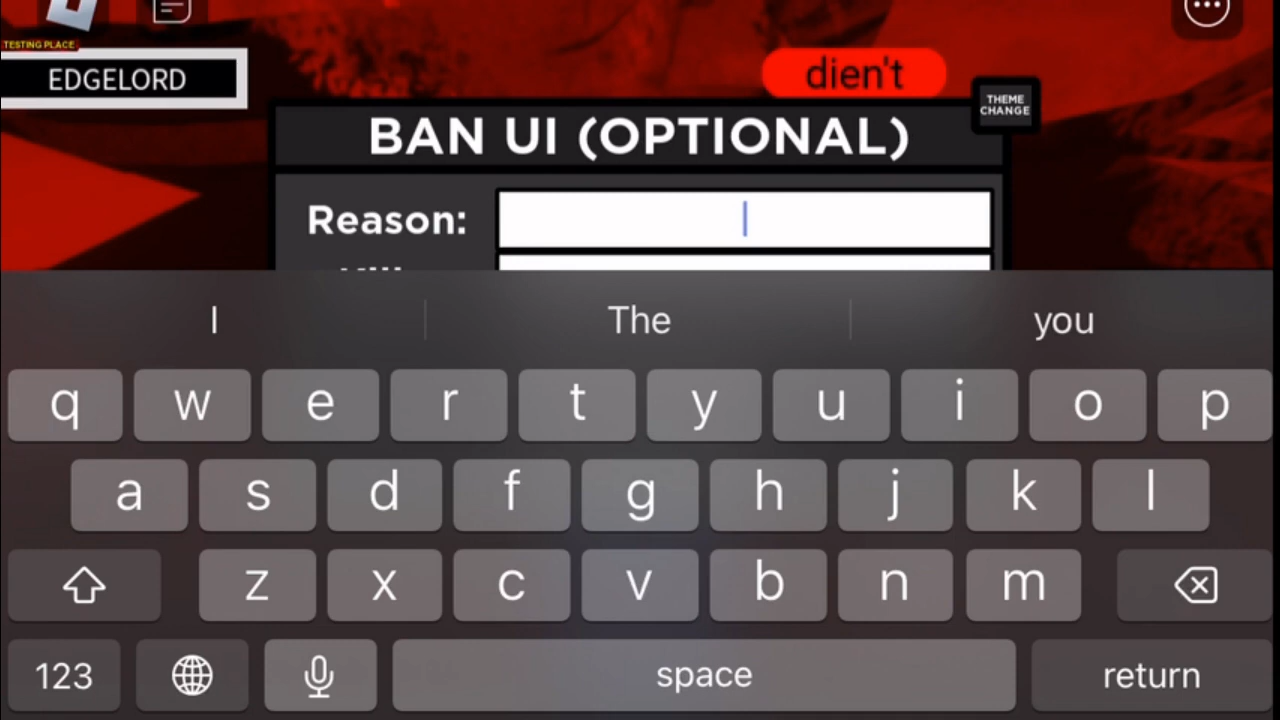 TESTING PLACE
EDGELORD
dien't
THEME
CHANGE
BAN UI (OPTIONAL)
Reason:
I The you
q w e r t y u i o p
a s d f g h j k l
z x c v b n m
123 space return